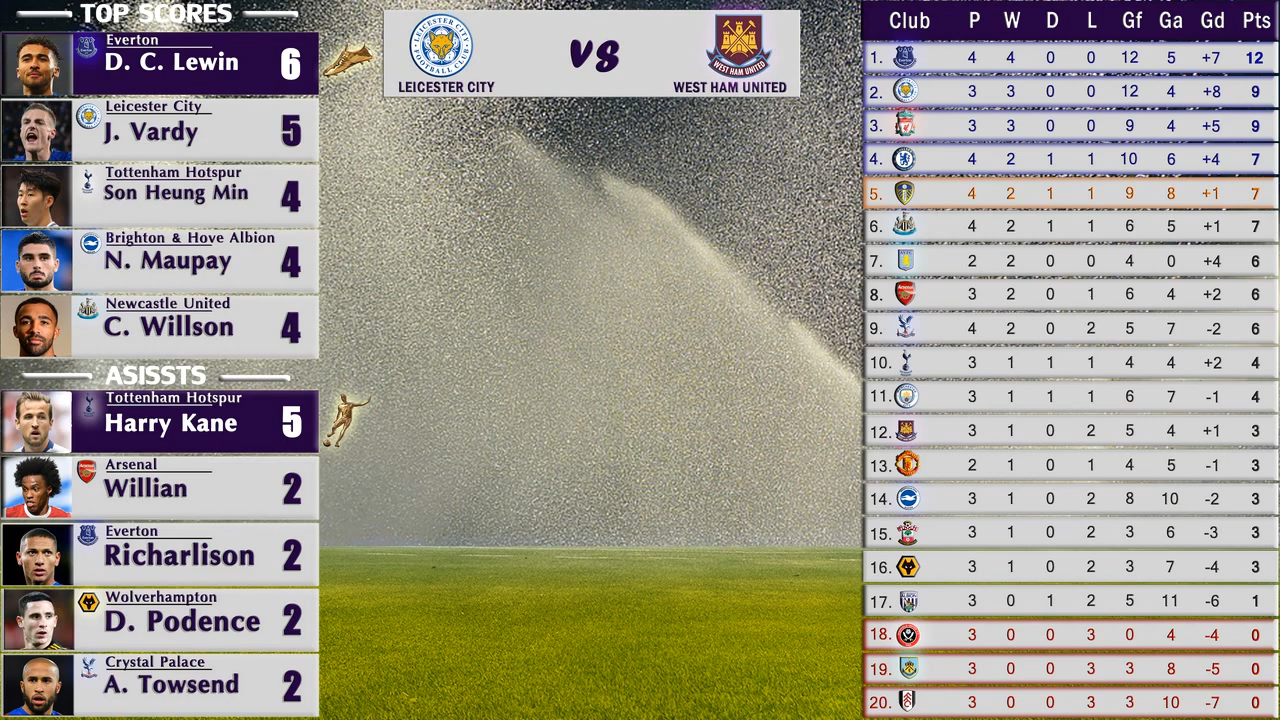 TOP SCORES
Everton
D. C. Lewin 6
Leicester City
J. Vardy 5
Tottenham Hotspur
Son Heung Min 4
Brighton & Hove Albion
N. Maupay 4
Newcastle United
C. Willson 4
ASISSTS
Tottenham Hotspur
Harry Kane 5
Arsenal
Willian 2
Everton
Richarlison 2
Wolverhampton
D. Podence 2
Crystal Palace
A. Towsend 2
LEICESTER CITY
FOOTBALL CLUB
LEICESTER CITY
VS
WEST HAM UNITED
WEST HAM UNITED
Club P W D L Gf Ga Gd Pts
1. 4 4 0 0 12 5 +7 12
2. 3 3 0 0 12 4 +8 9
3. 3 3 0 0 9 4 +5 9
4. 4 2 1 1 10 6 +4 7
5. 4 2 1 1 9 8 +1 7
6. 4 2 1 1 6 5 +1 7
7. 2 2 0 0 4 0 +4 6
8. 3 2 0 1 6 4 +2 6
9. 4 2 0 2 5 7 -2 6
10. 3 1 1 1 4 4 +2 4
11. 3 1 1 1 6 7 -1 4
12. 3 1 0 2 5 4 +1 3
13. 2 1 0 1 4 5 -1 3
14. 3 1 0 2 8 10 -2 3
15. 3 1 0 2 3 6 -3 3
16. 3 1 0 2 3 7 -4 3
17. 3 0 1 2 5 11 -6 1
18. 3 0 0 3 0 4 -4 0
19. 3 0 0 3 3 8 -5 0
20. 3 0 0 3 3 10 -7 0